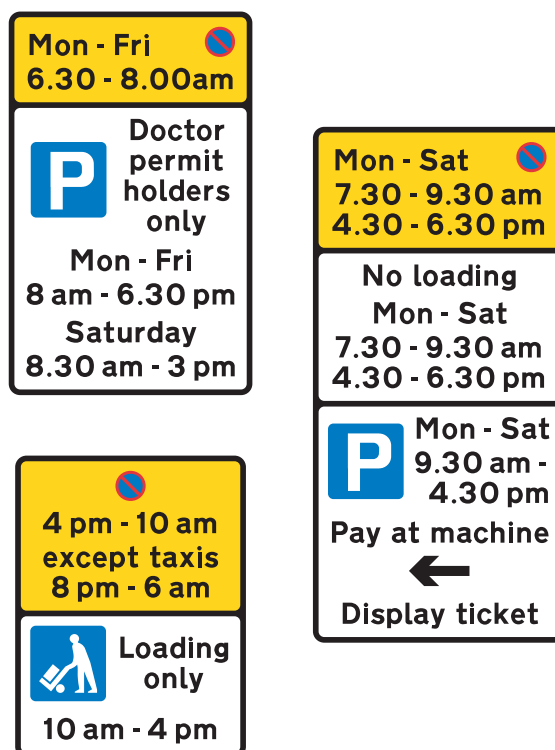 Mon - Fri
6.30 - 8.00am
P
Doctor
permit
holders
only
Mon - Fri
8 am - 6.30 pm
Saturday
8.30 am - 3 pm
4 pm - 10 am
except taxis
8 pm - 6 am
Loading
only
10 am - 4 pm
Mon - Sat
7.30 - 9.30 am
4.30 - 6.30 pm
No loading
Mon - Sat
7.30 - 9.30 am
4.30 - 6.30 pm
P
Mon - Sat
9.30 am -
4.30 pm
Pay at machine
Display ticket